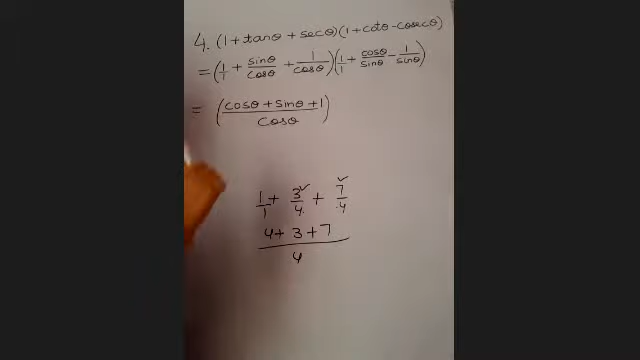 4. (1 + tanθ + secθ)(1 + cotθ - cosecθ)
= (1/1 + sinθ/cosθ + 1/cosθ)(1/1 + cosθ/sinθ - 1/sinθ)
= (cosθ + sinθ + 1/cosθ)
1/1 + 3/4 + 7/4
4 + 3 + 7
4